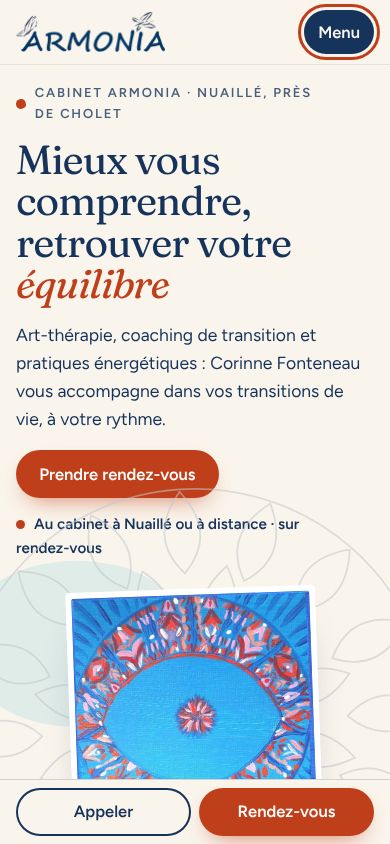 ARMONIA
Menu
CABINET ARMONIA · NUAILLÉ, PRÈS
DE CHOLET
Mieux vous
comprendre,
retrouver votre
équilibre
Art-thérapie, coaching de transition et
pratiques énergétiques : Corinne Fonteneau
vous accompagne dans vos transitions de
vie, à votre rythme.
Prendre rendez-vous
Au cabinet à Nuaillé ou à distance · sur
rendez-vous
Appeler
Rendez-vous